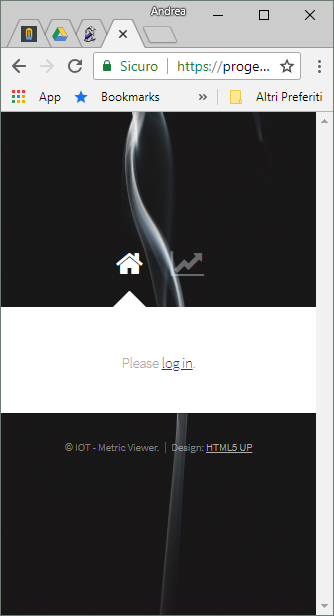 Andrea
Sicuro | https://proge...
App Bookmarks » Altri Preferiti
Please log in.
© IOT - Metric Viewer. | Design: HTML5 UP